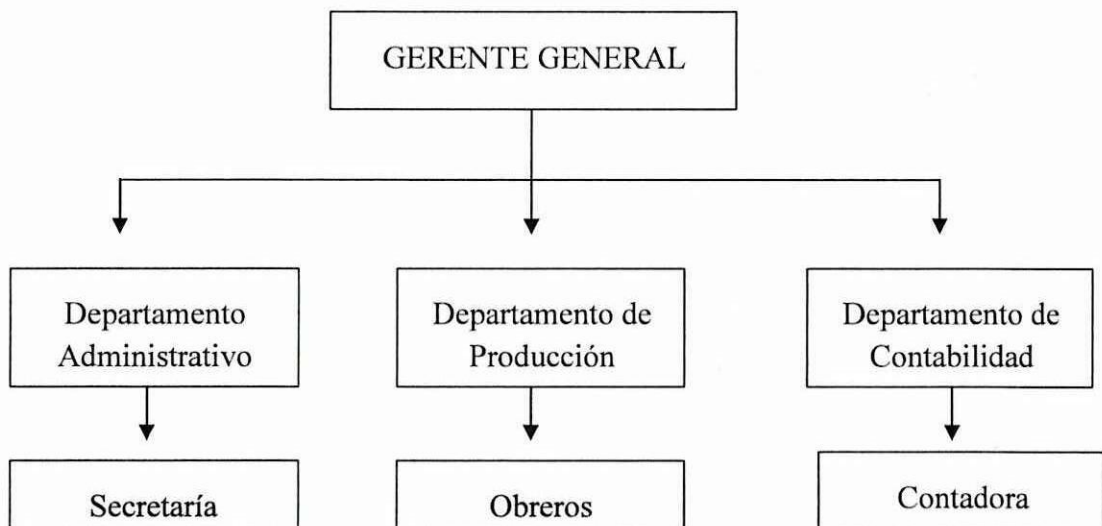 GERENTE GENERAL
Departamento
Administrativo
Departamento de
Producción
Departamento de
Contabilidad
Secretaría
Obreros
Contadora